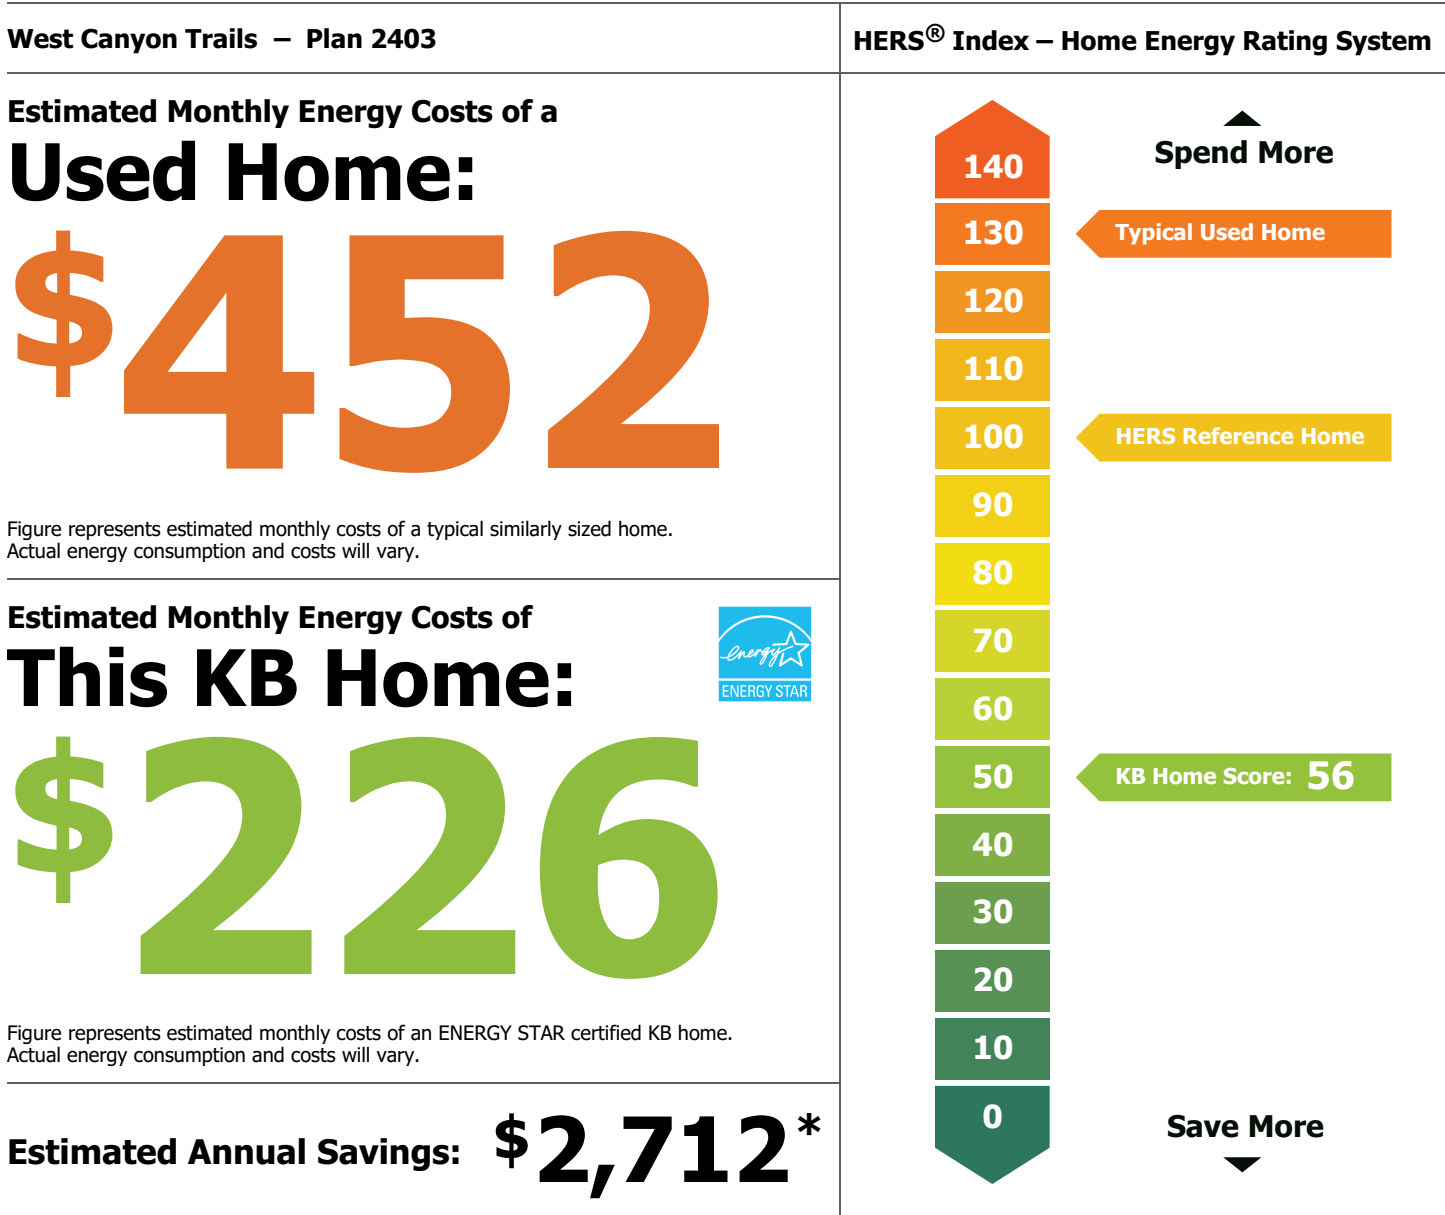 West Canyon Trails – Plan 2403
Estimated Monthly Energy Costs of a
Used Home:
$452
Figure represents estimated monthly costs of a typical similarly sized home.
Actual energy consumption and costs will vary.
Estimated Monthly Energy Costs of
This KB Home:
energy
ENERGY STAR
$226
Figure represents estimated monthly costs of an ENERGY STAR certified KB home.
Actual energy consumption and costs will vary.
Estimated Annual Savings: $2,712*
HERS® Index – Home Energy Rating System
Spend More
140
130
Typical Used Home
120
110
100
HERS Reference Home
90
80
70
60
50
KB Home Score: 56
40
30
20
10
0
Save More